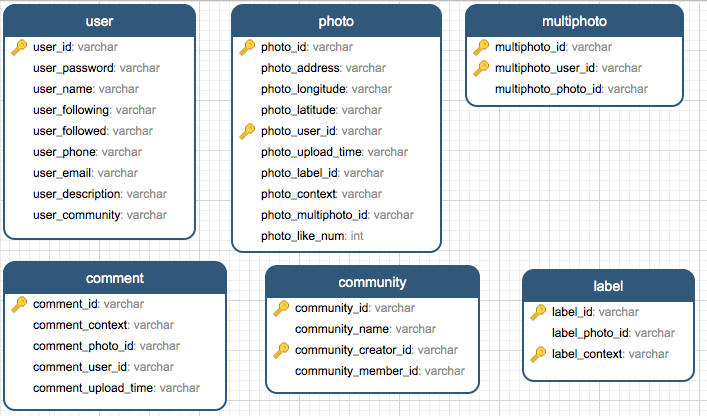 user
user_id: varchar
user_password: varchar
user_name: varchar
user_following: varchar
user_followed: varchar
user_phone: varchar
user_email: varchar
user_description: varchar
user_community: varchar
photo
photo_id: varchar
photo_address: varchar
photo_longitude: varchar
photo_latitude: varchar
photo_user_id: varchar
photo_upload_time: varchar
photo_label_id: varchar
photo_context: varchar
photo_multiphoto_id: varchar
photo_like_num: int
multiphoto
multiphoto_id: varchar
multiphoto_user_id: varchar
multiphoto_photo_id: varchar
comment
comment_id: varchar
comment_context: varchar
comment_photo_id: varchar
comment_user_id: varchar
comment_upload_time: varchar
community
community_id: varchar
community_name: varchar
community_creator_id: varchar
community_member_id: varchar
label
label_id: varchar
label_photo_id: varchar
label_context: varchar